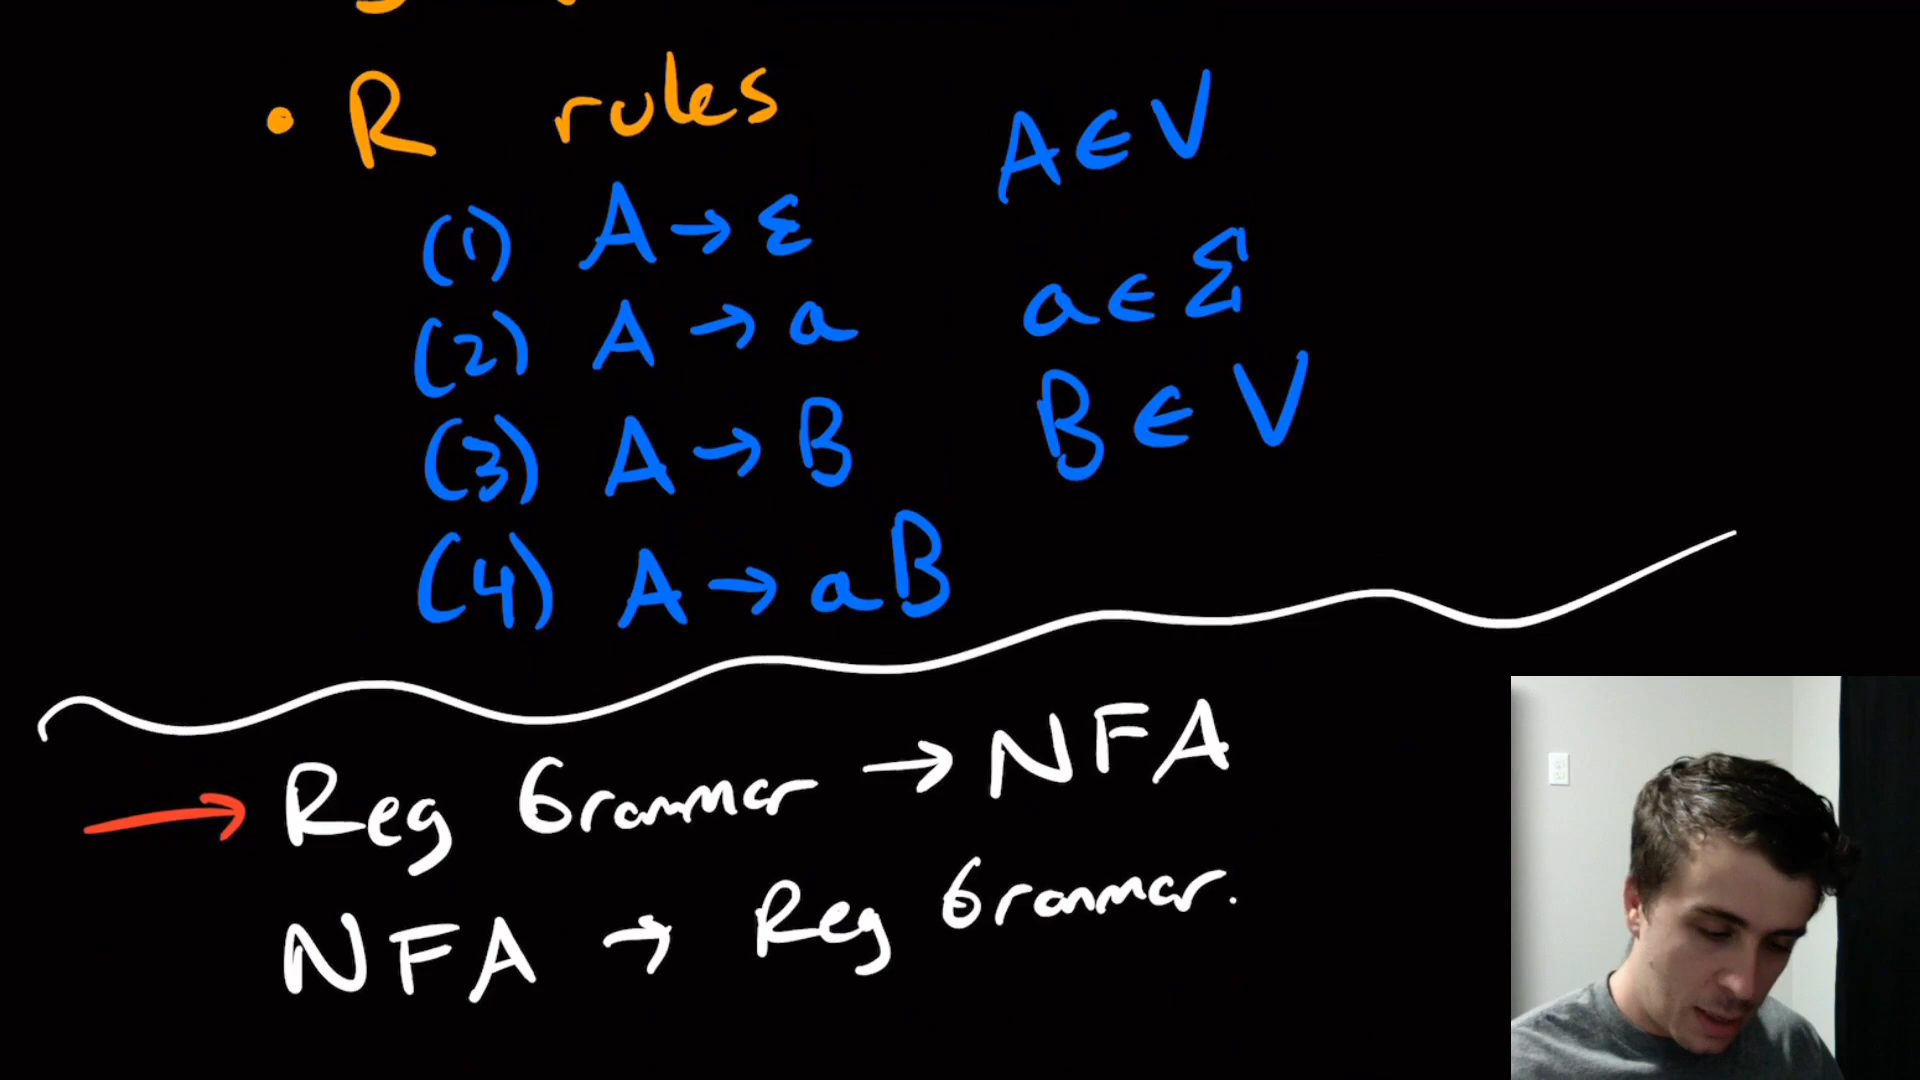 • R rules
A ∈ V
(1) A → ε
(2) A → a
a ∈ Σ
(3) A → B
B ∈ V
(4) A → aB
→ Reg Grammar → NFA
NFA → Reg Grammar.